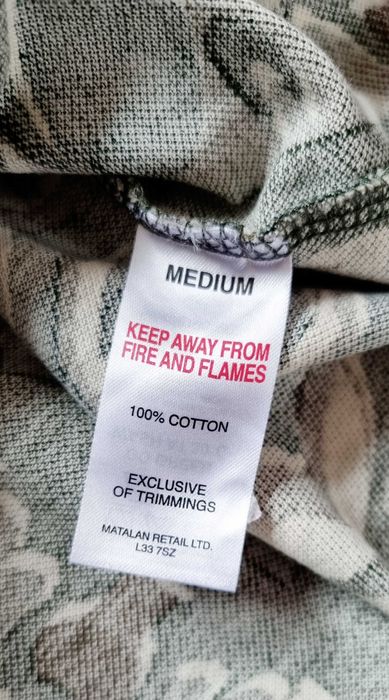 MEDIUM
KEEP AWAY FROM
FIRE AND FLAMES
100% COTTON
EXCLUSIVE
OF TRIMMINGS
MATALAN RETAIL LTD.
L33 7SZ